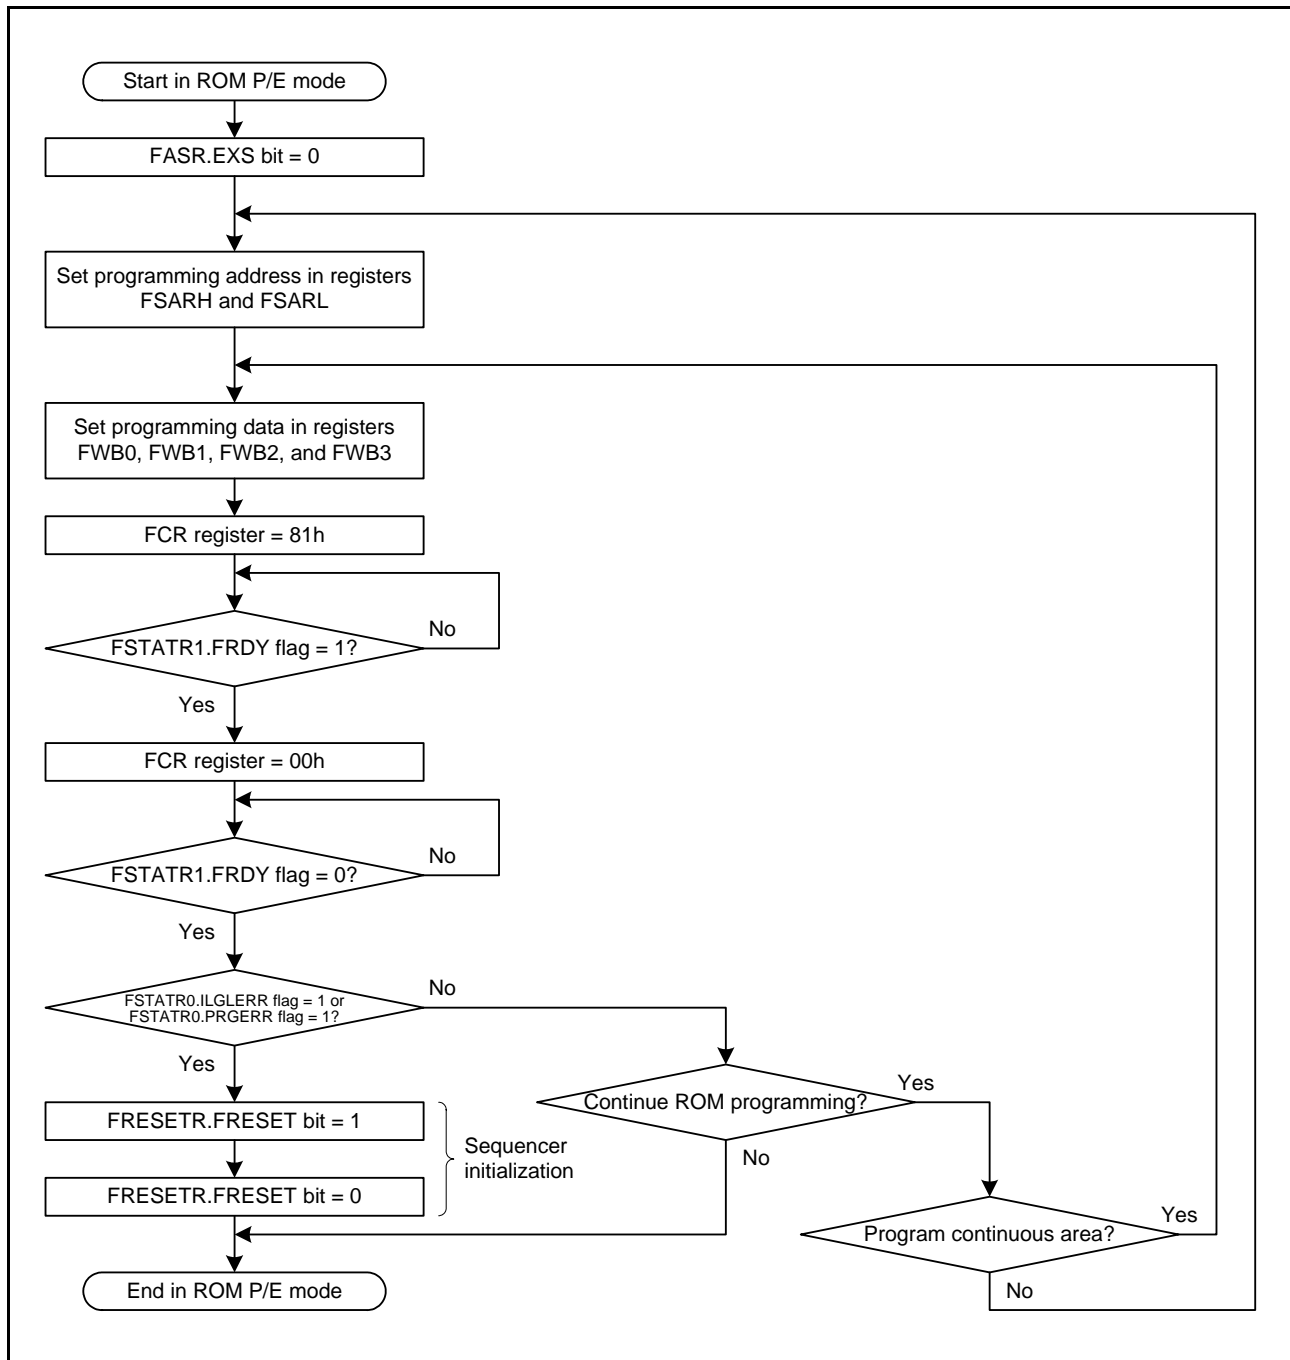 Start in ROM P/E mode
FASR.EXS bit = 0
Set programming address in registers
FSARH and FSARL
Set programming data in registers
FWB0, FWB1, FWB2, and FWB3
FCR register = 81h
No
FSTATR1.FRDY flag = 1?
Yes
FCR register = 00h
No
FSTATR1.FRDY flag = 0?
Yes
No
FSTATR0.ILGLERR flag = 1 or
FSTATR0.PRGERR flag = 1?
Yes
Yes
Continue ROM programming?
FRESETR.FRESET bit = 1
Sequencer
initialization
No
FRESETR.FRESET bit = 0
Yes
Program continuous area?
No
End in ROM P/E mode